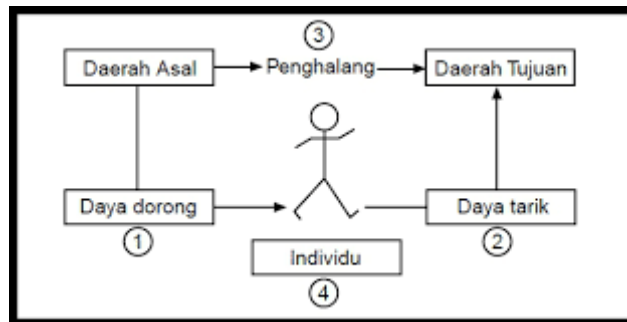 ③
Daerah Asal
Penghalang
Daerah Tujuan
Daya dorong
Daya tarik
①
②
Individu
④